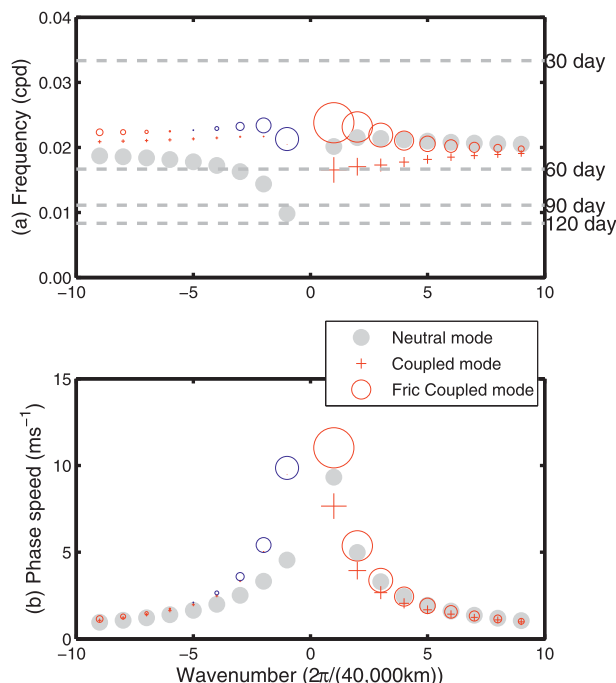 0.04
0.03
0.02
0.01
0.00
(a) Frequency (cpd)
30 day
60 day
90 day
120 day
−10 −5 0 5 10
Neutral mode
Coupled mode
Fric Coupled mode
15
10
5
0
(b) Phase speed (ms⁻¹)
−10 −5 0 5 10
Wavenumber (2π/(40,000km))